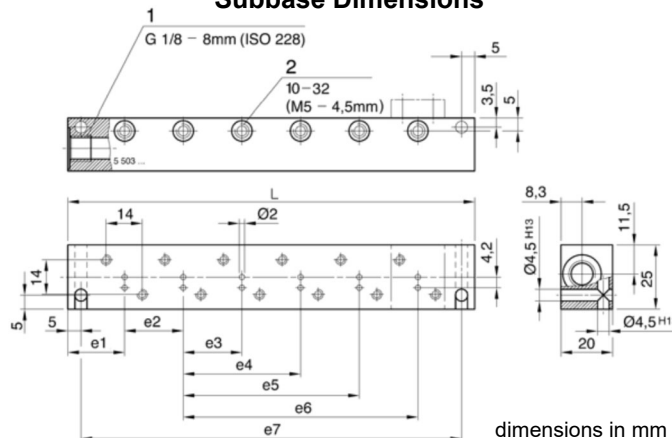 Subbase Dimensions
1
G 1/8 – 8mm (ISO 228)
2
10–32
(M5 – 4,5mm)
5
3,5
5
5 503 ...
L
14
Ø2
4,2
14
5
5
e1
e2
e3
e4
e5
e6
e7
8,3
11,5
Ø4,5 H13
25
Ø4,5 H1
20
dimensions in mm